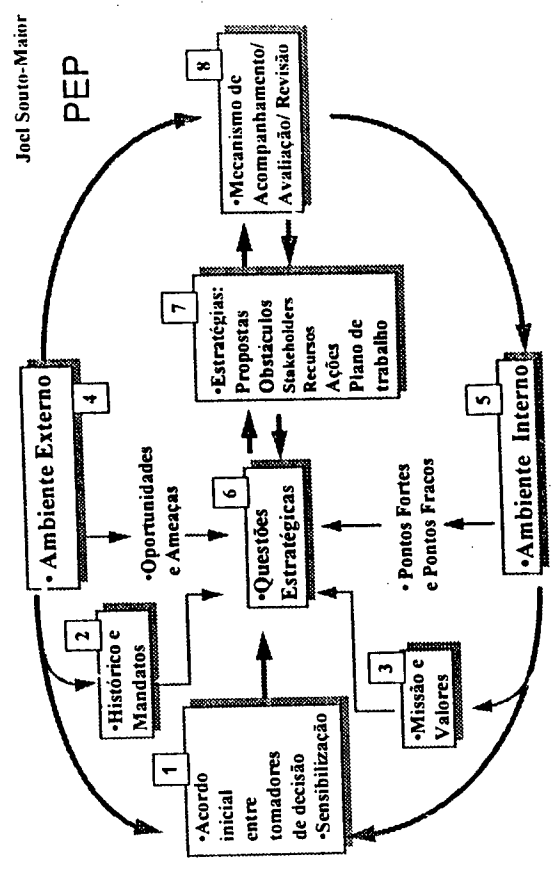 Joel Souto-Maior
PEP
•Ambiente Externo
4
2
•Histórico e
Mandatos
•Oportunidades
e Ameaças
1
•Acordo
inicial
entre
tomadores
de decisão
•Sensibilização
6
•Questões
Estratégicas
7
•Estratégias:
Propostas
Obstáculos
Stakeholders
Recursos
Ações
Plano de
trabalho
8
•Mecanismo de
Acompanhamento/
Avaliação/ Revisão
3
•Missão e
Valores
• Pontos Fortes
e Pontos Fracos
5
•Ambiente Interno